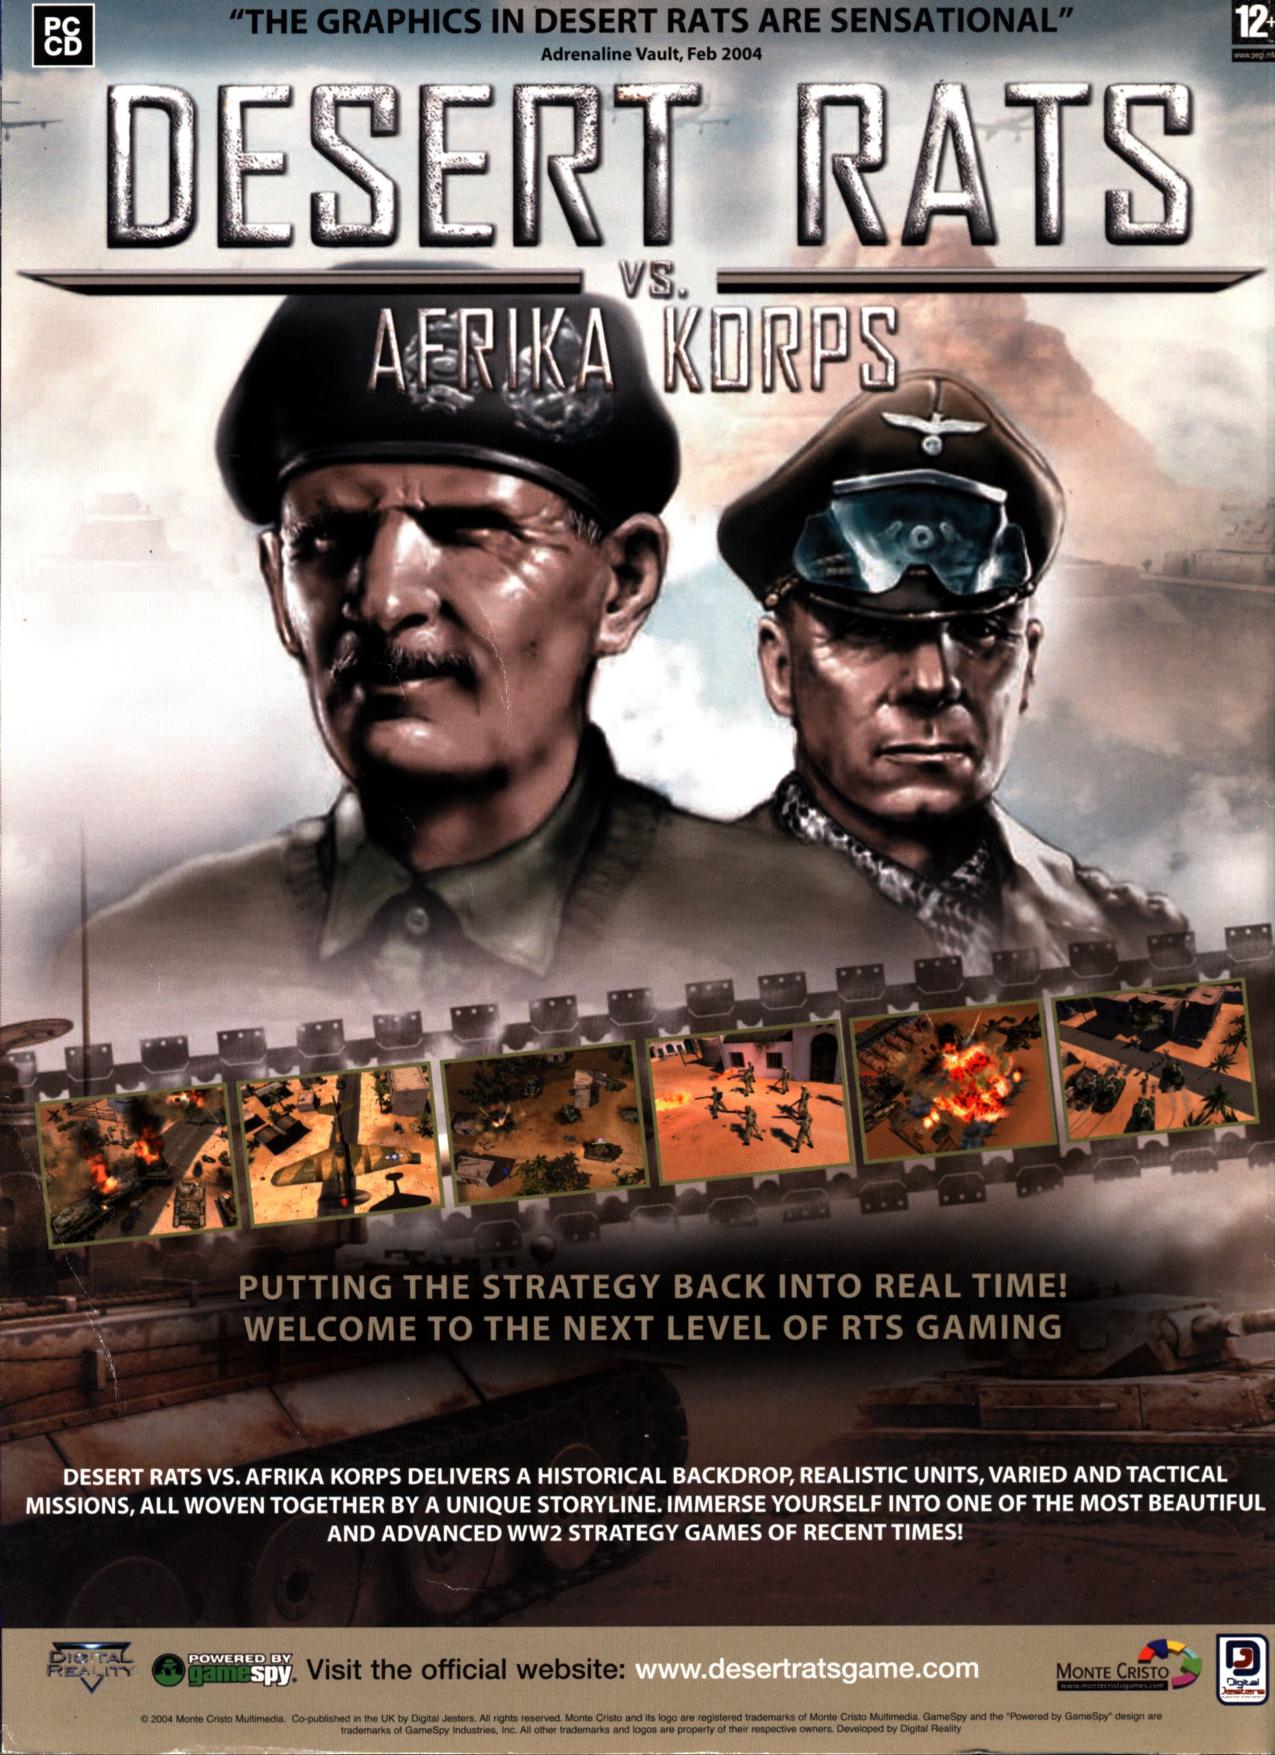 PC
CD
"THE GRAPHICS IN DESERT RATS ARE SENSATIONAL"
Adrenaline Vault, Feb 2004
12+
www.pegi.inf
DESERT RATS
VS.
AFRIKA KORPS
PUTTING THE STRATEGY BACK INTO REAL TIME!
WELCOME TO THE NEXT LEVEL OF RTS GAMING
DESERT RATS VS. AFRIKA KORPS DELIVERS A HISTORICAL BACKDROP, REALISTIC UNITS, VARIED AND TACTICAL
MISSIONS, ALL WOVEN TOGETHER BY A UNIQUE STORYLINE. IMMERSE YOURSELF INTO ONE OF THE MOST BEAUTIFUL
AND ADVANCED WW2 STRATEGY GAMES OF RECENT TIMES!
DIGITAL
REALITY
POWERED BY
gamespy.
Visit the official website: www.desertratsgame.com
MONTE CRISTO
www.montecristogames.com
Digital
Jesters
© 2004 Monte Cristo Multimedia. Co-published in the UK by Digital Jesters. All rights reserved. Monte Cristo and its logo are registered trademarks of Monte Cristo Multimedia. GameSpy and the "Powered by GameSpy" design are
trademarks of GameSpy Industries, Inc. All other trademarks and logos are property of their respective owners. Developed by Digital Reality